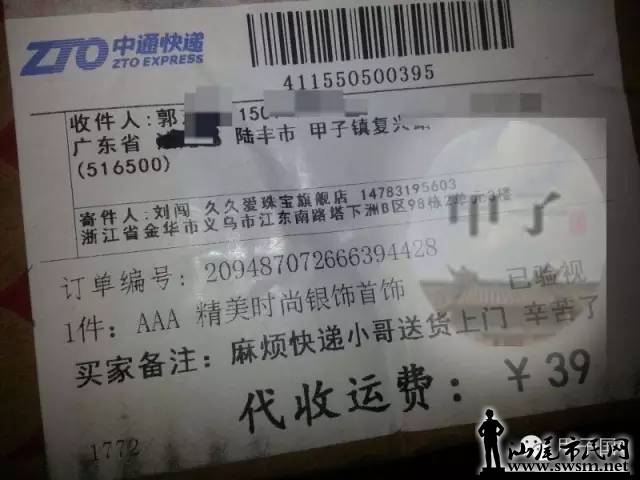 ZTO 中通快递
ZTO EXPRESS
411550500395
收件人:郭
广东省 陆丰市 甲子镇复兴
(516500)
寄件人:刘闯 久久爱珠宝旗舰店 14783195603
浙江省金华市义乌市江东南路塔下洲B区98栋2
甲子
订单编号: 209487072666394428
已验视
1件: AAA 精美时尚银饰首饰
买家备注: 麻烦快递小哥送货上门 辛苦了
代收运费: ¥39
1772
汕尾市民网
www.swsm.net